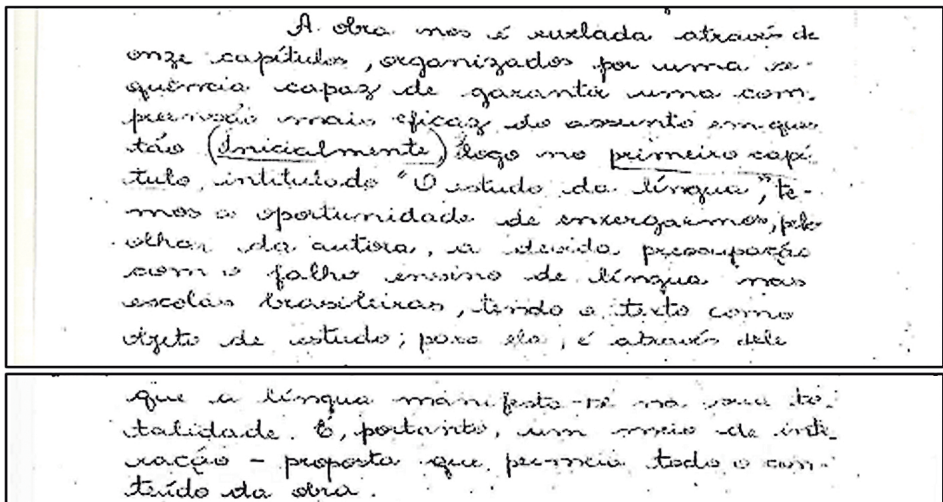 A obra nos é revelada através de
onze capítulos, organizados por uma se-
quência capaz de garantir uma com-
preensão mais eficaz do assunto em ques
tão (Inicialmente) logo no primeiro capí
tulo, intitulado "O estudo da língua", te-
mos a oportunidade de enxergarmos, pelo
olhar da autora, a devida preocupação
com o falho ensino de língua nas
escolas brasileiras, tendo o texto como
objeto de estudo; para ela, é através dele
que a língua manifesta-se na sua to-
talidade. É, portanto, um meio de inte-
ração - proposta que permeia todo o con-
teúdo da obra.